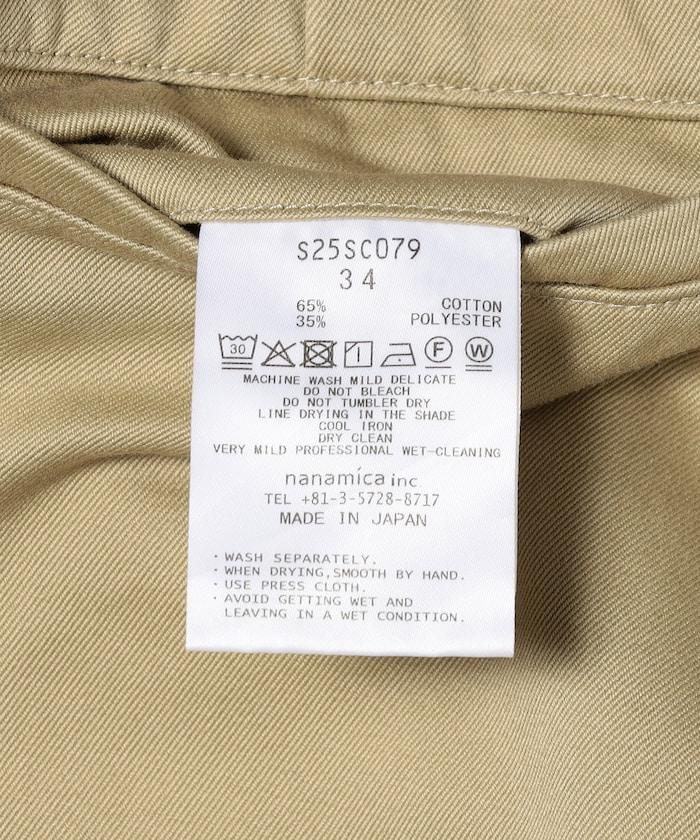 S25SC079
34
65% COTTON
35% POLYESTER
30 F W
MACHINE WASH MILD DELICATE
DO NOT BLEACH
DO NOT TUMBLER DRY
LINE DRYING IN THE SHADE
COOL IRON
DRY CLEAN
VERY MILD PROFESSIONAL WET-CLEANING
nanamica inc.
TEL +81-3-5728-8717
MADE IN JAPAN
・WASH SEPARATELY.
・WHEN DRYING,SMOOTH BY HAND.
・USE PRESS CLOTH.
・AVOID GETTING WET AND
LEAVING IN A WET CONDITION.